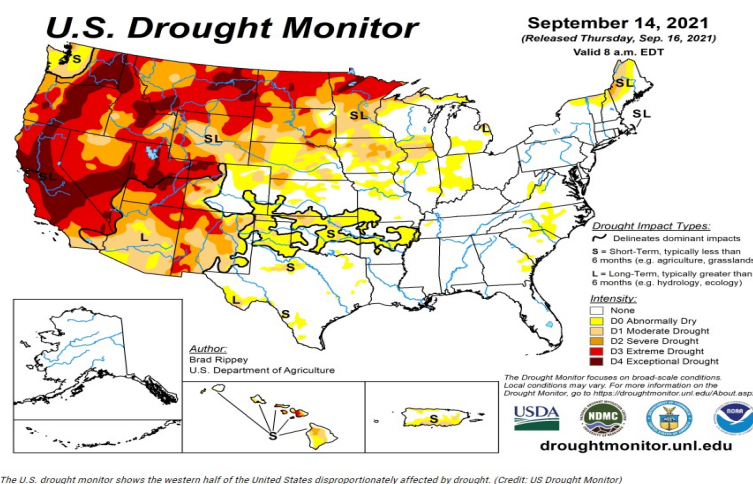 U.S. Drought Monitor
September 14, 2021
(Released Thursday, Sep. 16, 2021)
Valid 8 a.m. EDT
S
SL
SL
L
SL
SL
SL
L
S
S
L
S
Drought Impact Types:
Delineates dominant impacts
S = Short-Term, typically less than
6 months (e.g. agriculture, grasslands
L = Long-Term, typically greater than
6 months (e.g. hydrology, ecology)
Intensity:
None
D0 Abnormally Dry
D1 Moderate Drought
D2 Severe Drought
D3 Extreme Drought
D4 Exceptional Drought
Author:
Brad Rippey
U.S. Department of Agriculture
S
S
The Drought Monitor focuses on broad-scale conditions.
Local conditions may vary. For more information on the
Drought Monitor, go to https://droughtmonitor.unl.edu/About.asp
USDA
NDMC
NOAA
droughtmonitor.unl.edu
The U.S. drought monitor shows the western half of the United States disproportionately affected by drought. (Credit: US Drought Monitor)